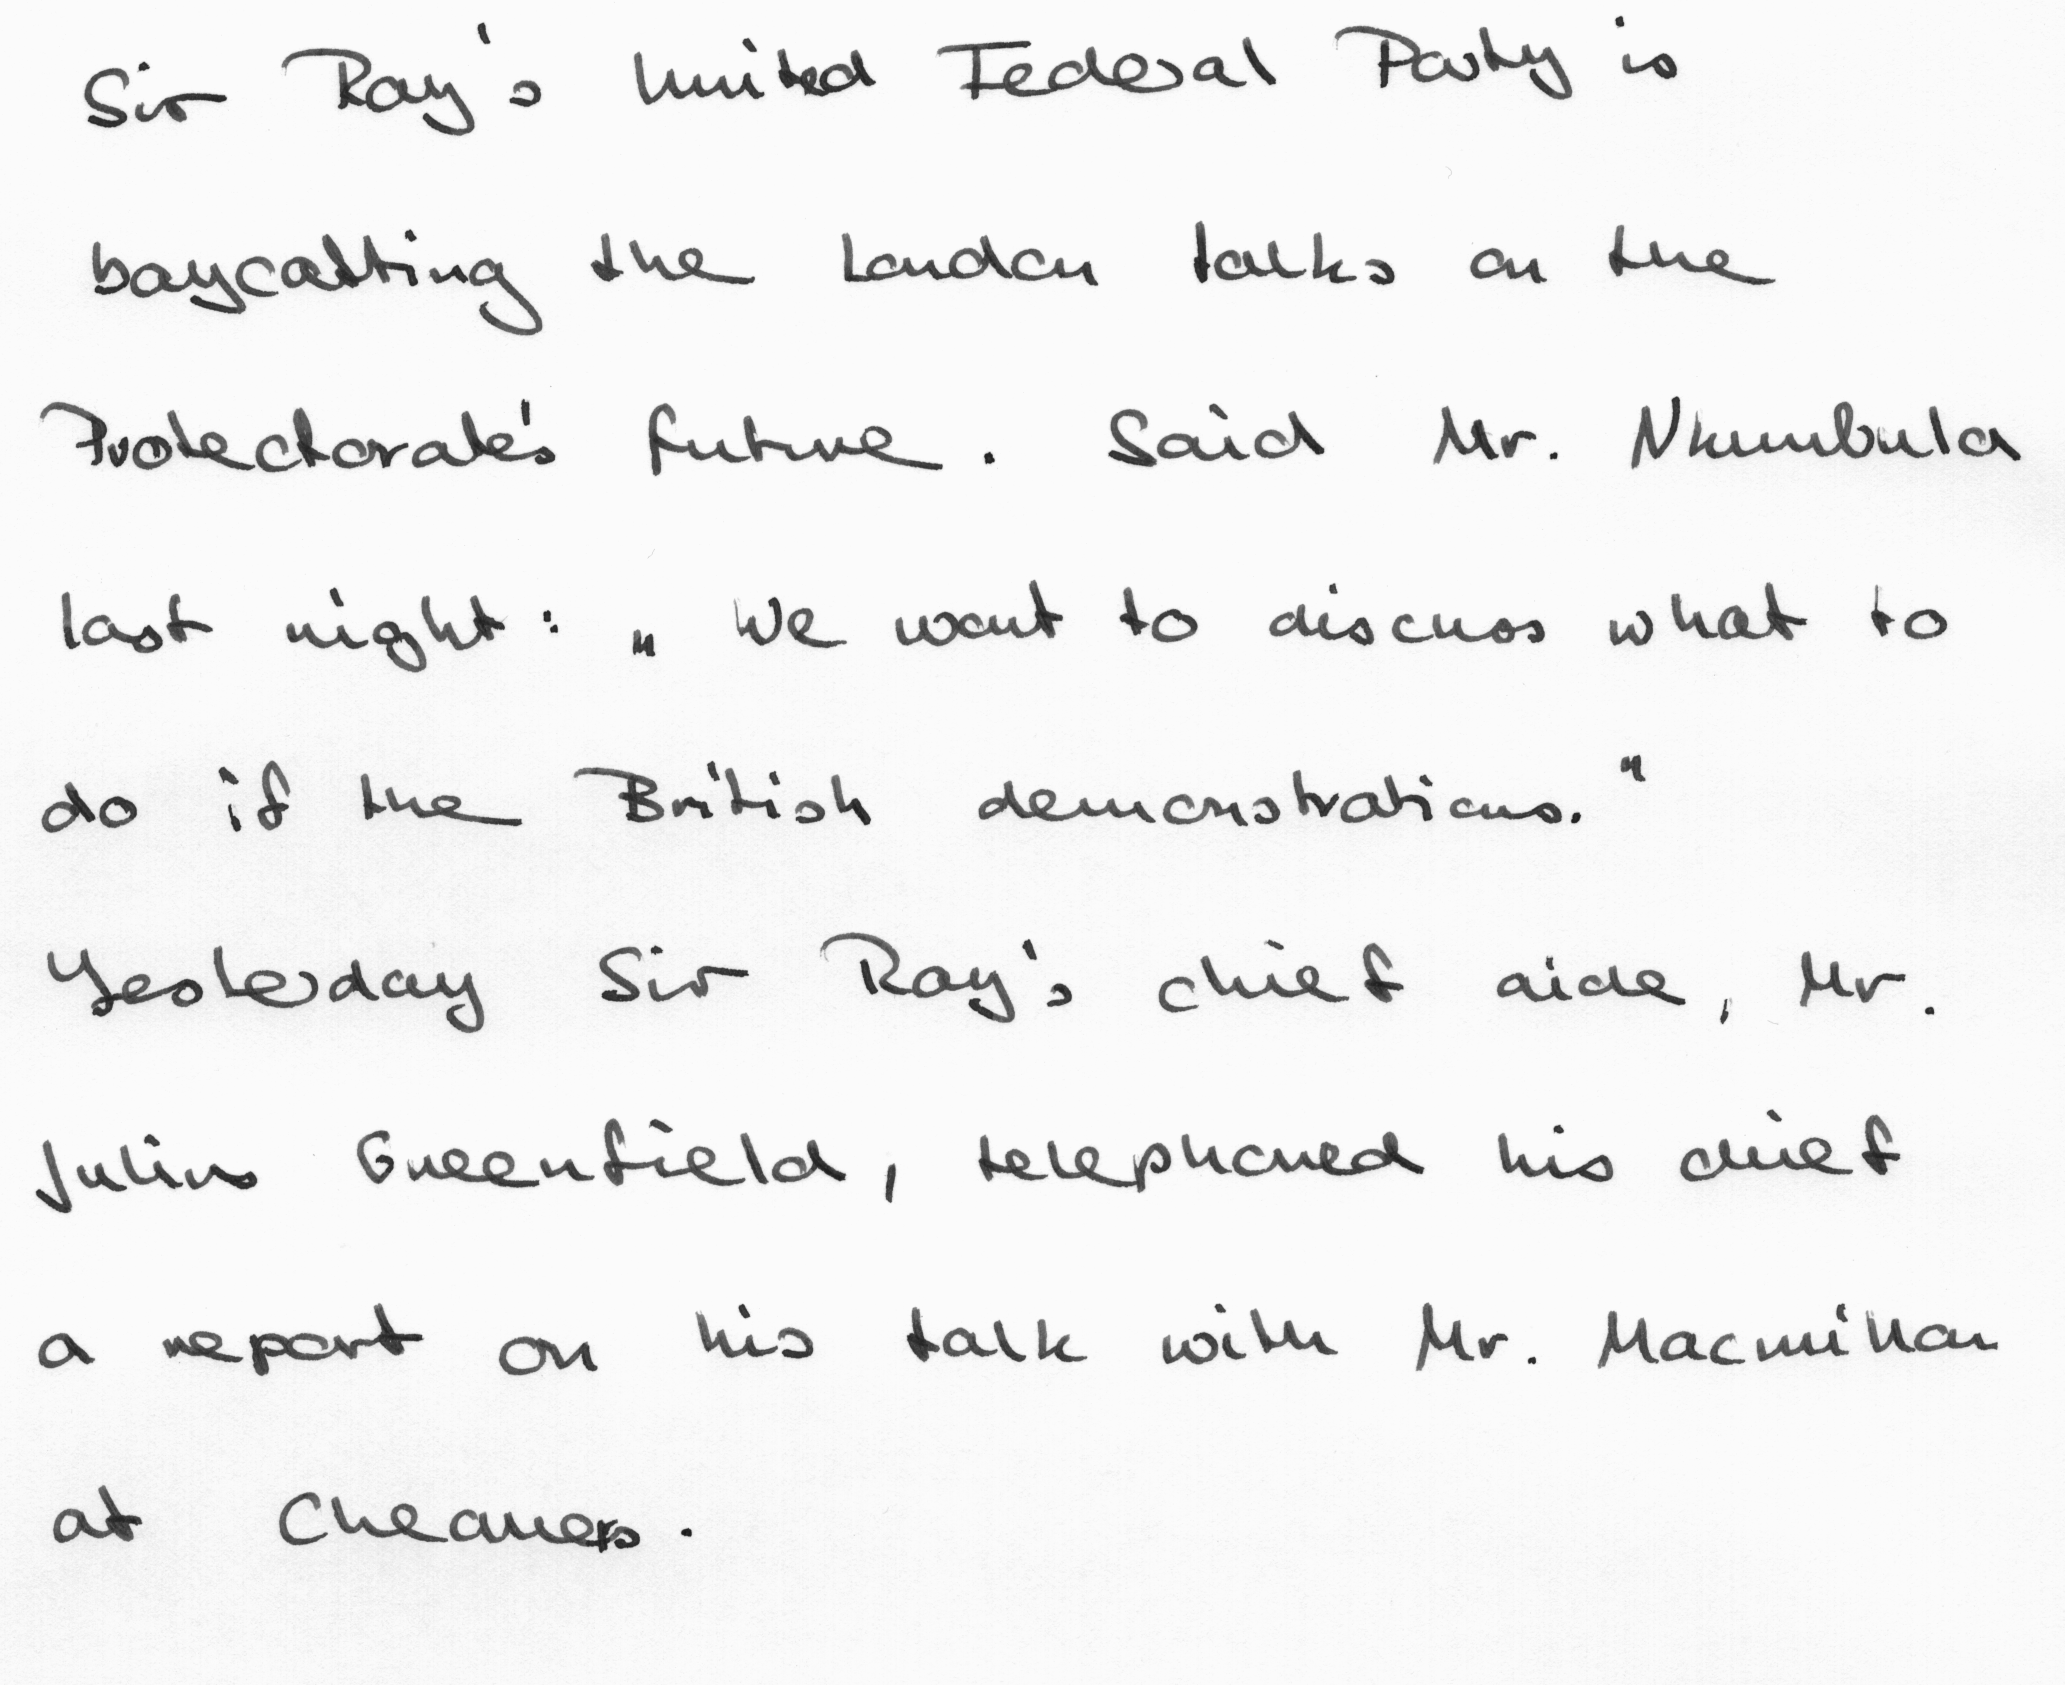 Sir Roy's United Federal Party is
boycotting the London talks on the
Protectorate's future. Said Mr. Nkumbula
last night: „We want to discuss what to
do if the British demonstrations."
Yesterday Sir Roy's chief aide, Mr.
Julius Greenfield, telephoned his chief
a report on his talk with Mr. Macmillan
at Chequers.